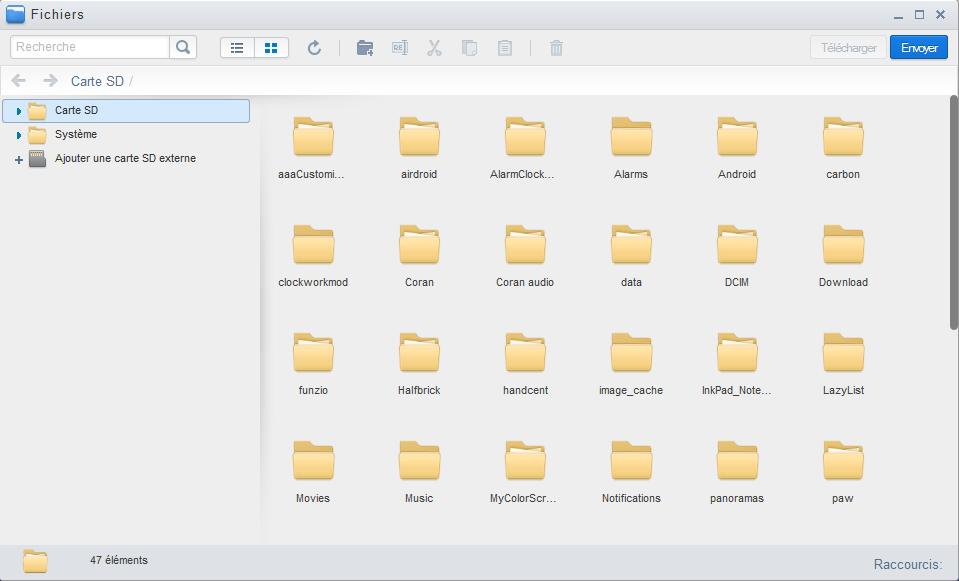 Fichiers
Recherche
Télécharger
Envoyer
Carte SD /
Carte SD
Système
Ajouter une carte SD externe
aaaCustomi... airdroid AlarmClock... Alarms Android carbon
clockworkmod Coran Coran audio data DCIM Download
funzio Halfbrick handcent image_cache InkPad_Note... LazyList
Movies Music MyColorScr... Notifications panoramas paw
47 éléments
Raccourcis: